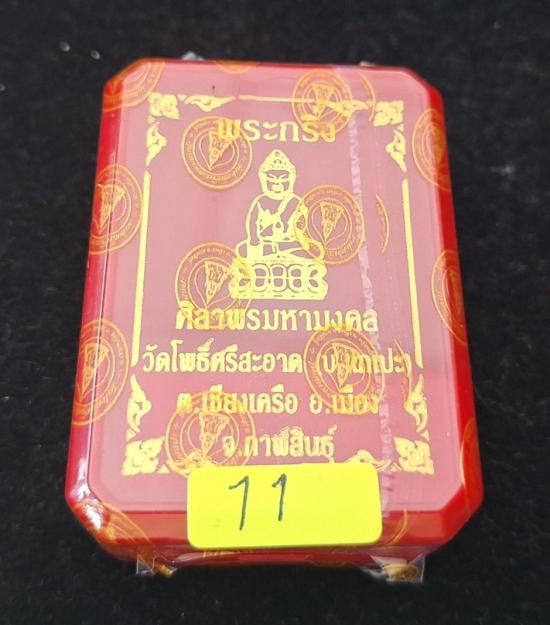 พระกริ่ง
ศิลาพรมหามงคล
วัดโพธิ์ศรีสะอาด
ต.เชียงเครือ อ.เมือง
จ.กาฬสินธุ์
11